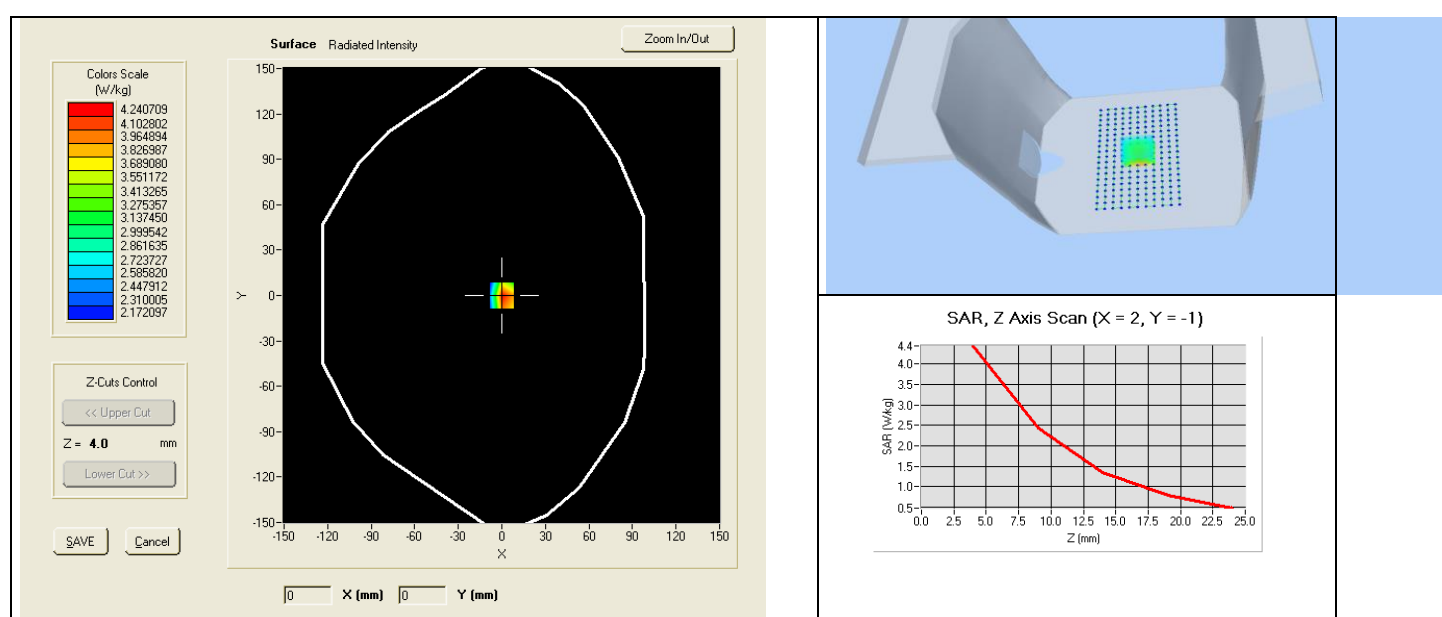 Surface Radiated Intensity
Zoom In/Out
Colors Scale
(W/kg)
4.240709
4.102802
3.964894
3.826987
3.689080
3.551172
3.413265
3.275357
3.137450
2.999542
2.861635
2.723727
2.585820
2.447912
2.310005
2.172097
Z-Cuts Control
<< Upper Cut
Z = 4.0 mm
Lower Cut >>
SAVE Cancel
150
120
90
60
30
Y 0
-30
-60
-90
-120
-150
-150 -120 -90 -60 -30 0 30 60 90 120 150
X
0 X (mm) 0 Y (mm)
SAR, Z Axis Scan (X = 2, Y = -1)
SAR (W/kg)
4.4
4.0
3.5
3.0
2.5
2.0
1.5
1.0
0.5
0.0 2.5 5.0 7.5 10.0 12.5 15.0 17.5 20.0 22.5 25.0
Z (mm)